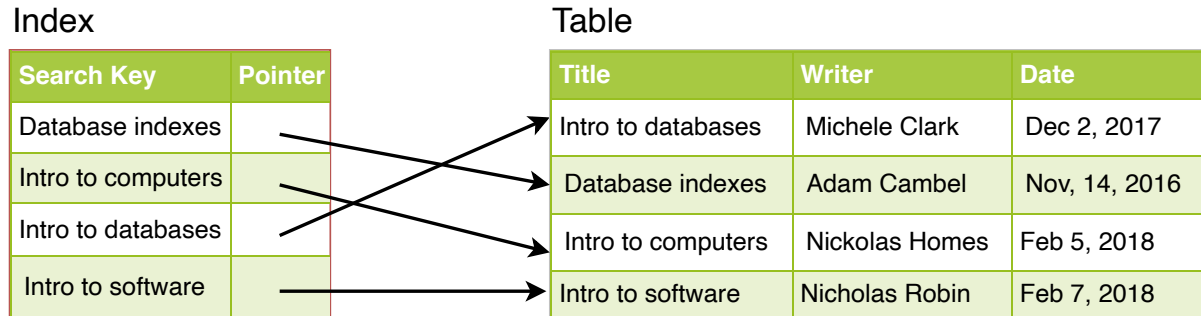 Index
Table
Search Key Pointer
Title Writer Date
Database indexes
Intro to databases Michele Clark Dec 2, 2017
Intro to computers
Database indexes Adam Cambel Nov, 14, 2016
Intro to databases
Intro to computers Nickolas Homes Feb 5, 2018
Intro to software
Intro to software Nicholas Robin Feb 7, 2018